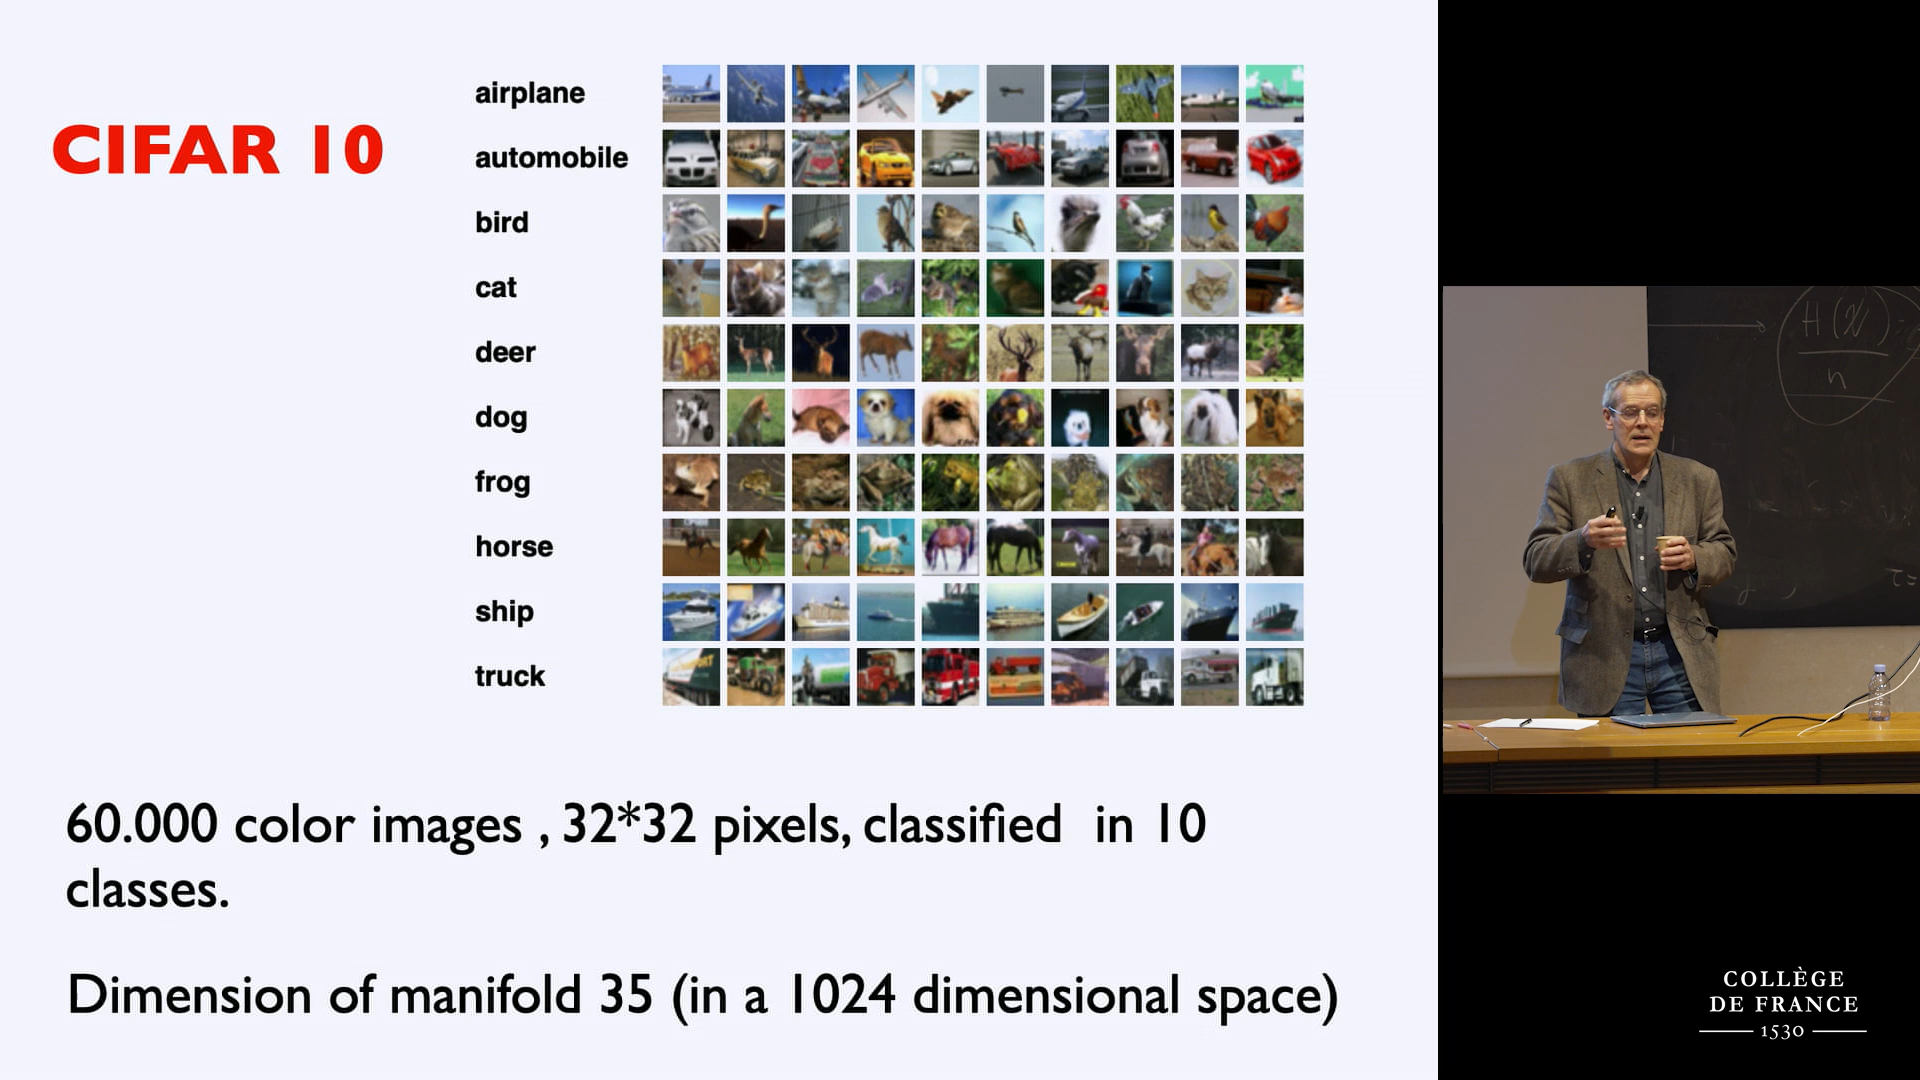 CIFAR 10
airplane
automobile
bird
cat
deer
dog
frog
horse
ship
truck
60.000 color images , 32*32 pixels, classified in 10
classes.
Dimension of manifold 35 (in a 1024 dimensional space)
H(X)
n
COLLÈGE
DE FRANCE
1530